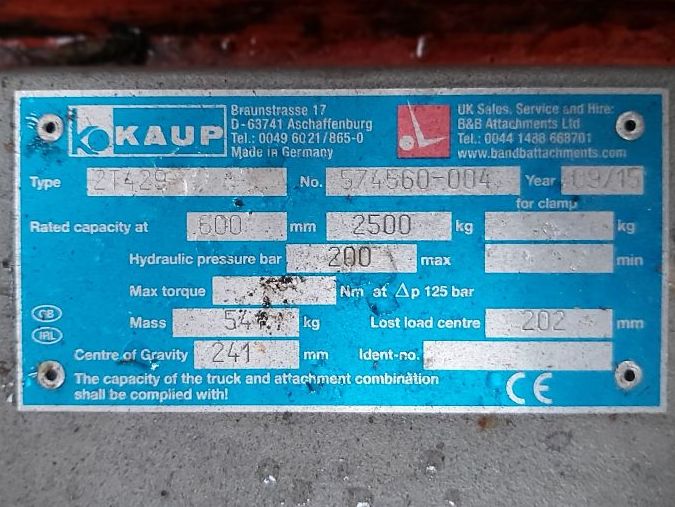 KAUP
Braunstrasse 17
D-63741 Aschaffenburg
Tel.: 0049 6021/865-0
Made in Germany
UK Sales, Service and Hire:
B&B Attachments Ltd
Tel.: 0044 1438 668701
www.bandbattachments.com
Type 2T429 No. 574560-004 Year 09/15
for clamp
Rated capacity at 600 mm 2500 kg kg
Hydraulic pressure bar 200 max min
Max torque Nm at Δp 125 bar
GB Mass kg Lost load centre 202 mm
IRL
Centre of Gravity 241 mm Ident-no.
The capacity of the truck and attachment combination
shall be complied with!
CE